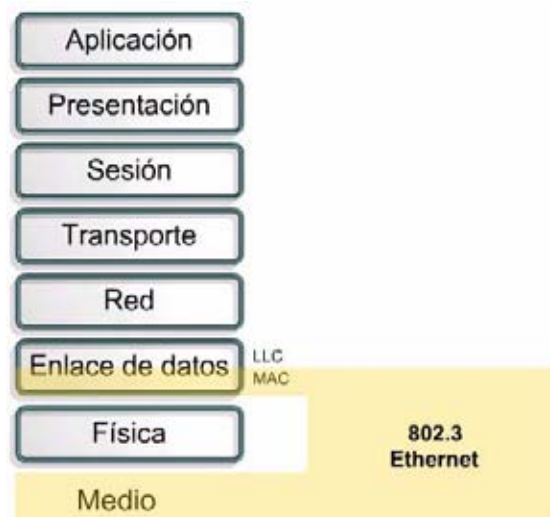 Aplicación
Presentación
Sesión
Transporte
Red
Enlace de datos
LLC
MAC
Física
802.3
Ethernet
Medio